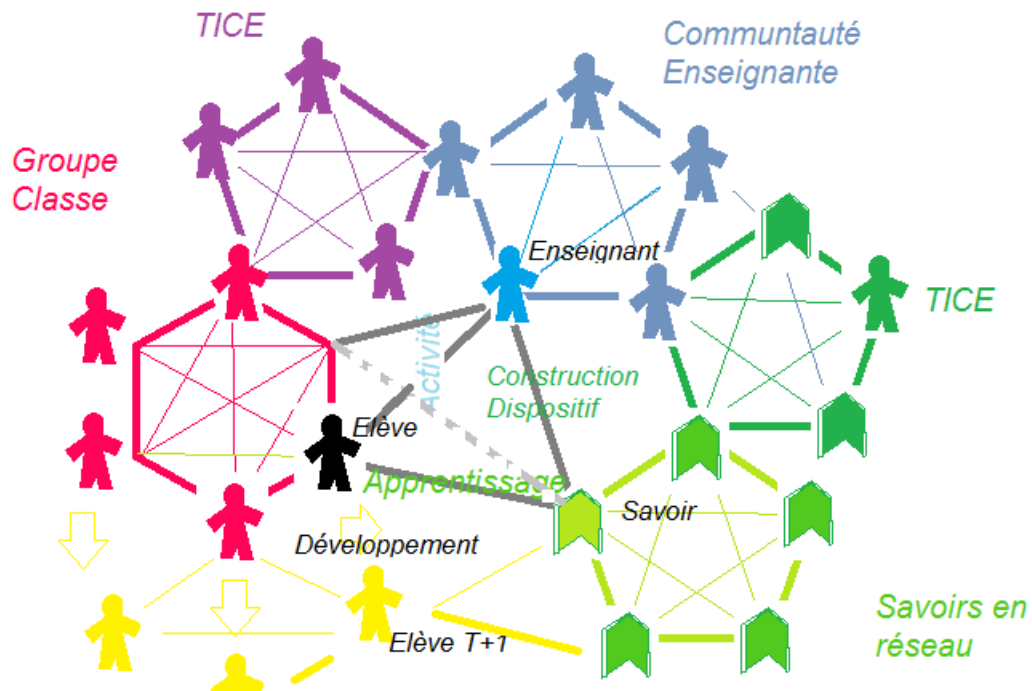 TICE
Communtauté
Enseignante
Groupe
Classe
Enseignant
TICE
Activité
Construction
Dispositif
Elève
Apprentissage
Savoir
Développement
Elève T+1
Savoirs en
réseau